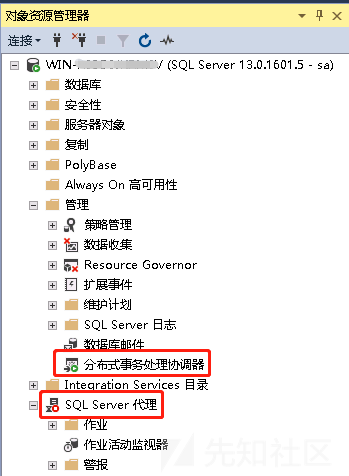 对象资源管理器
连接
WIN- V (SQL Server 13.0.1601.5 - sa)
数据库
安全性
服务器对象
复制
PolyBase
Always On 高可用性
管理
策略管理
数据收集
Resource Governor
扩展事件
维护计划
SQL Server 日志
数据库邮件
分布式事务处理协调器
Integration Services 目录
SQL Server 代理
作业
作业活动监视器
警报
先知社区